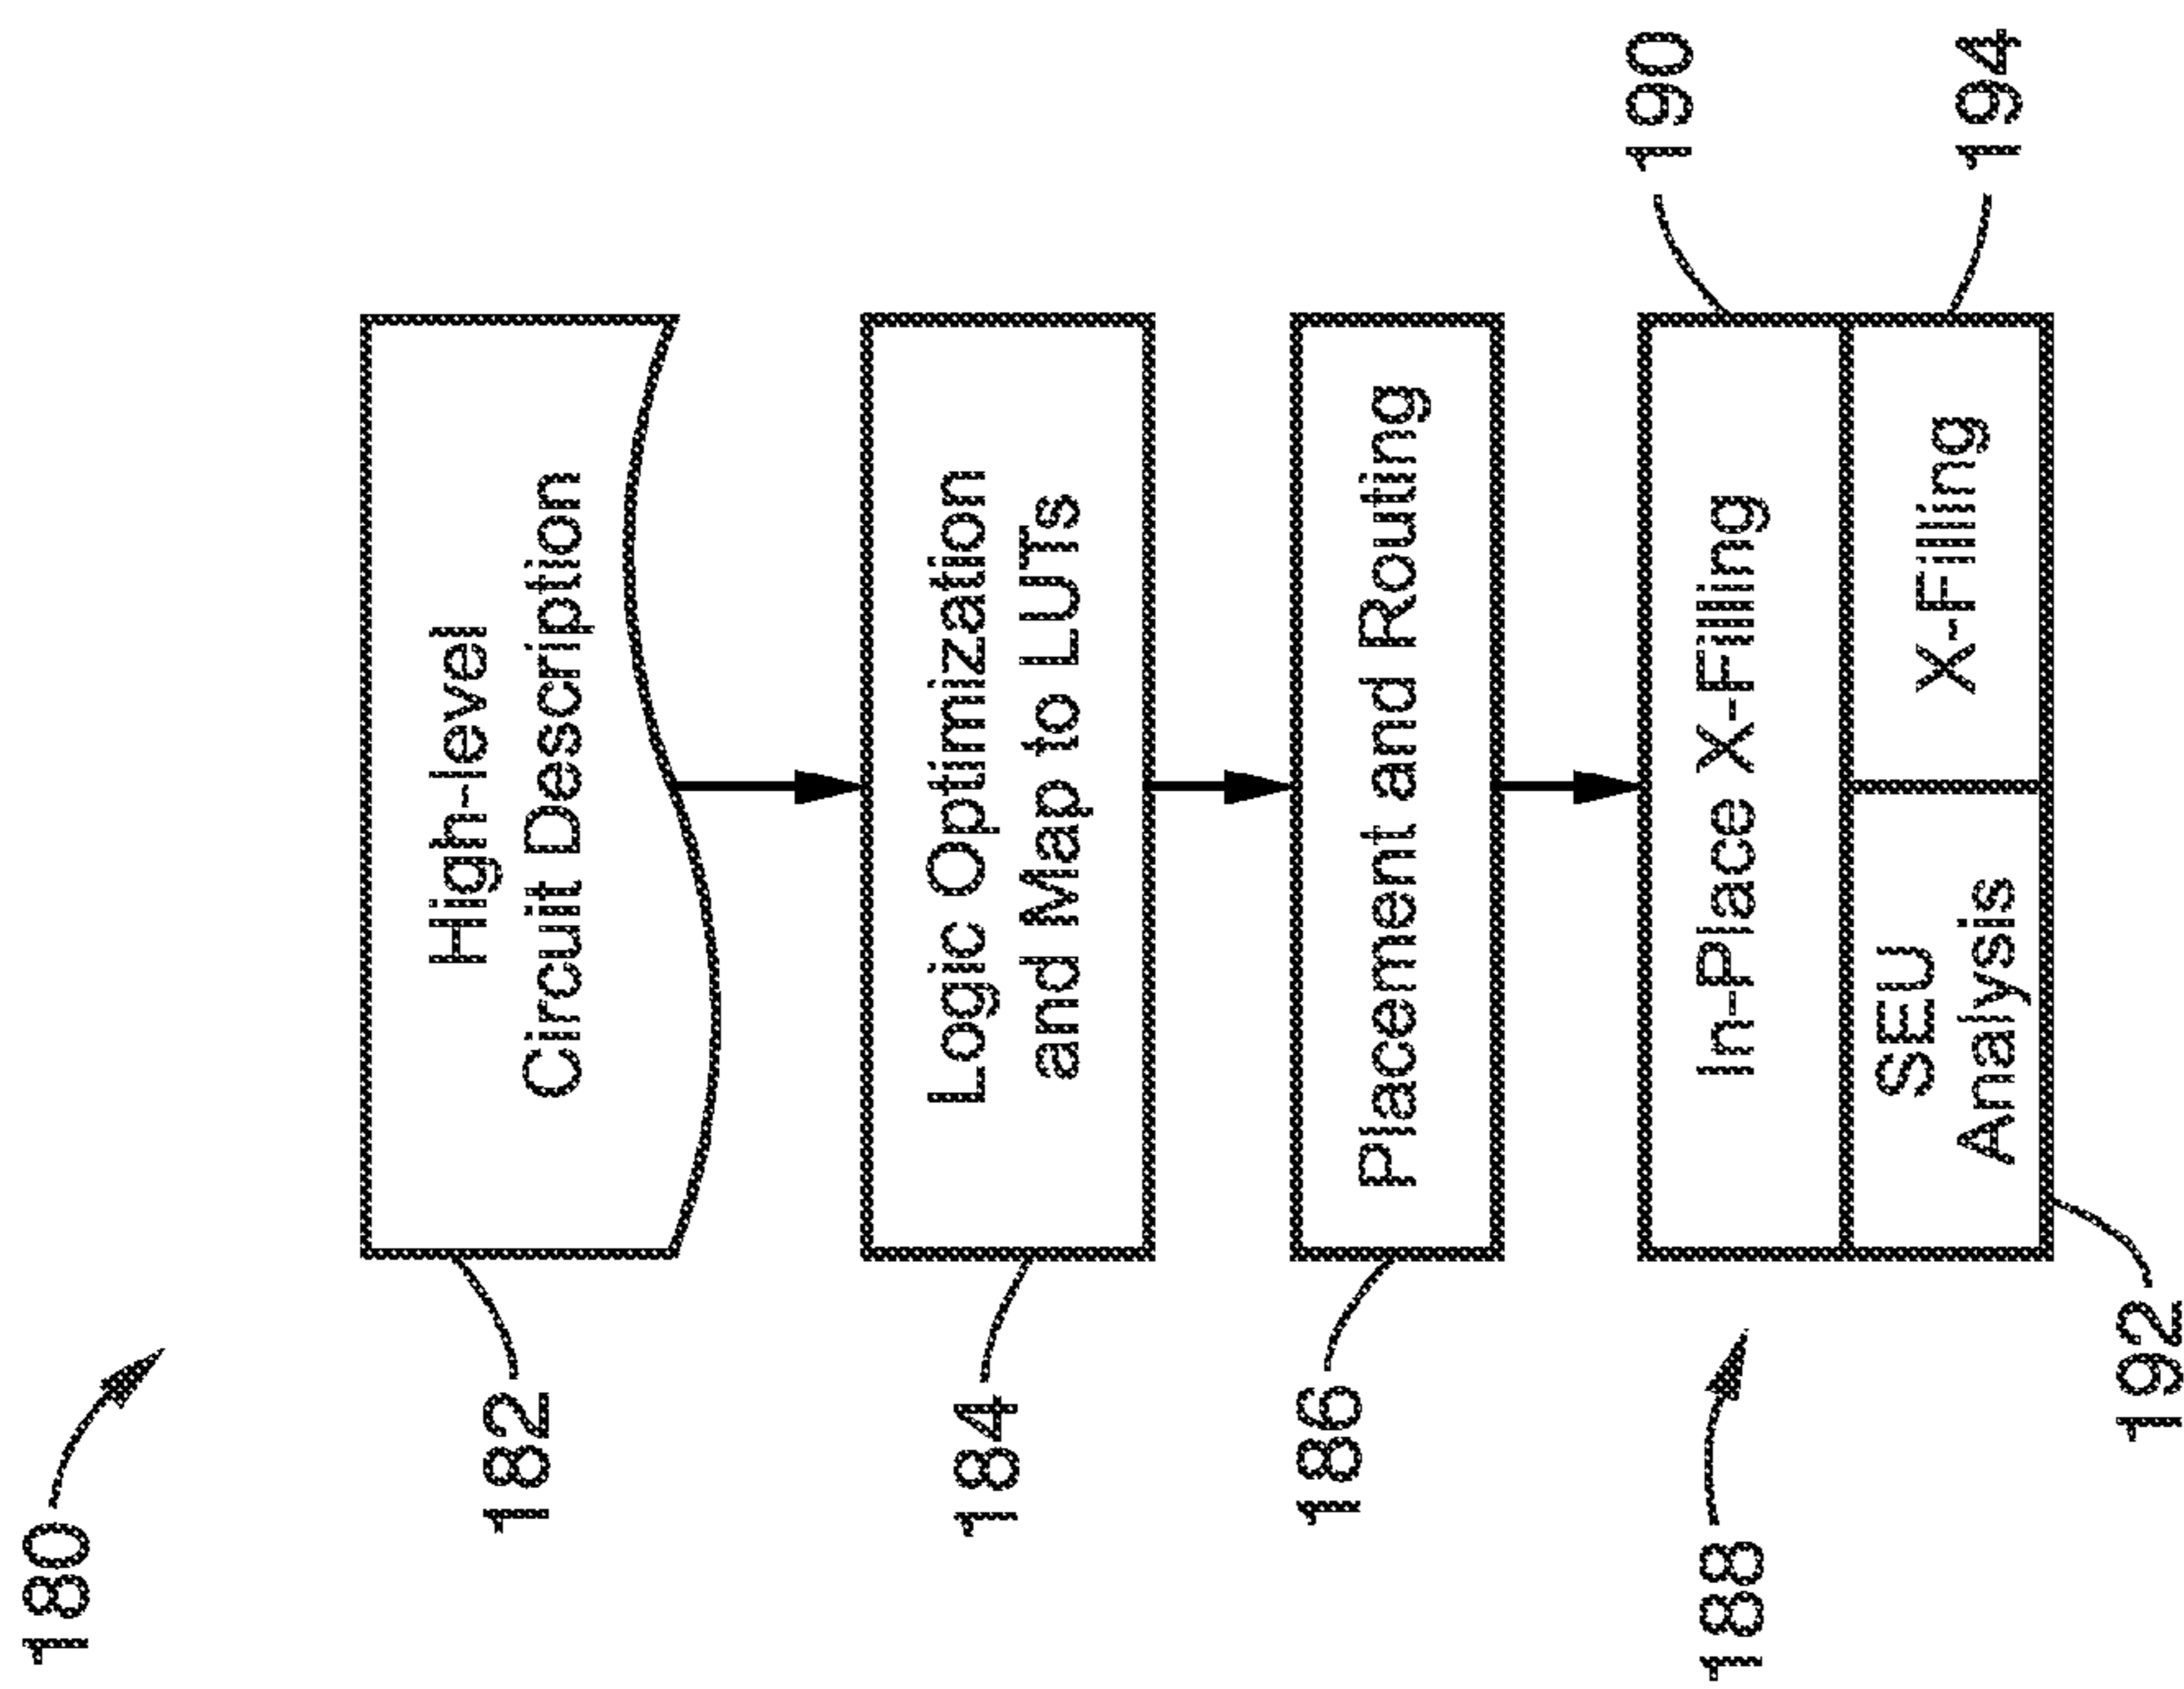 180
High-level
Circuit Description
182
Logic Optimization
and Map to LUTs
184
Placement and Routing
186
188
In-Place X-Filling
190
SEU
Analysis
192
X-Filling
194